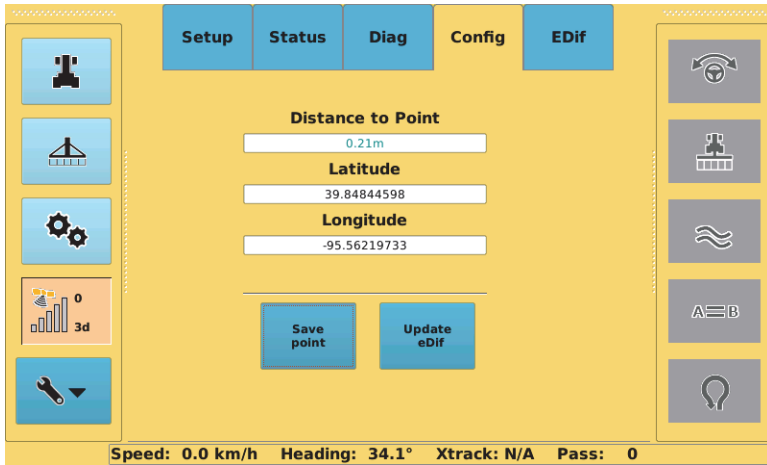 Setup Status Diag Config EDif
Distance to Point
0.21m
Latitude
39.84844598
Longitude
-95.56219733
0
3d
Save
point
Update
eDif
A B
Speed: 0.0 km/h Heading: 34.1° Xtrack: N/A Pass: 0